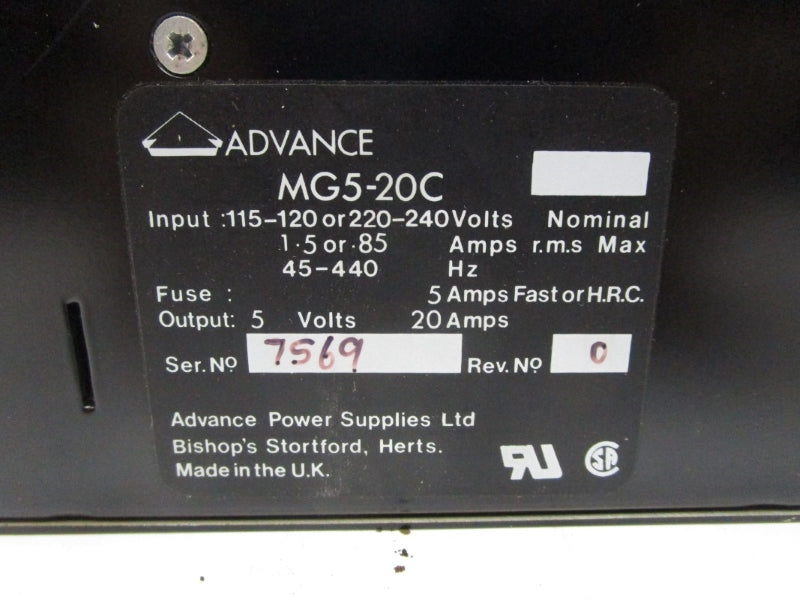 ADVANCE
MG5-20C
Input :115-120 or 220-240 Volts Nominal
1·5 or ·85 Amps r.m.s Max
45-440 Hz
Fuse : 5 Amps Fast or H.R.C.
Output: 5 Volts 20 Amps
Ser. Nº 7569 Rev. Nº 0
Advance Power Supplies Ltd
Bishop's Stortford, Herts.
Made in the U.K.
RU SA